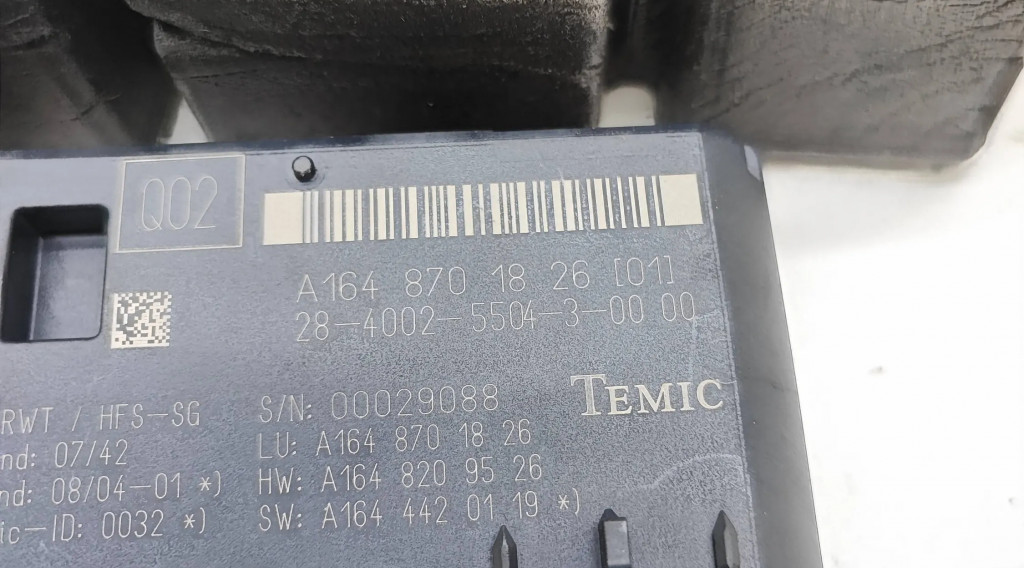 Q02
A164 870 18 26 [01]
28-4002-5504-3-00 00
TEMIC
RWT / HFS-SG
S/N: 00029088
nd: 07/42
LU: A164 870 18 26
nd: 08/04-01 *)
HW: A164 820 95 26
ic-ID: 0032 *)
SW: A164 442 01 19 *)